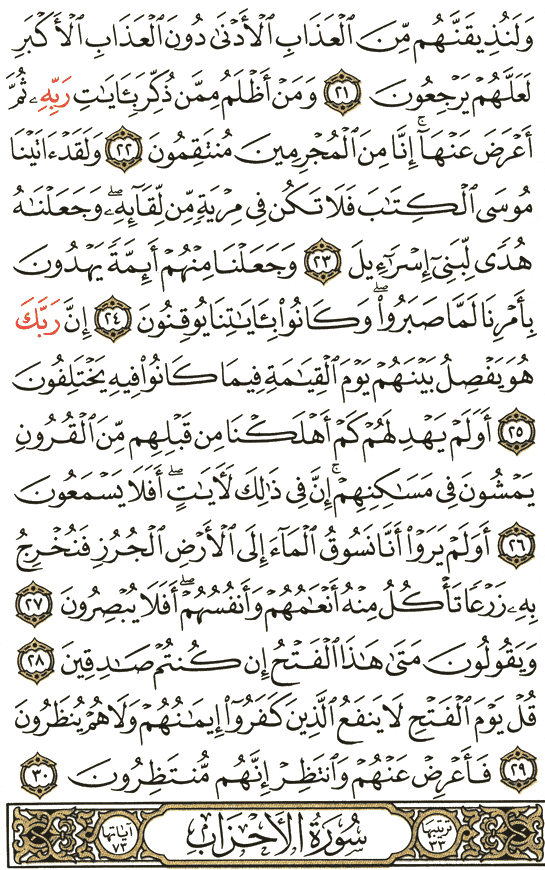 وَلَنُذِيقَنَّهُم مِّنَ ٱلْعَذَابِ ٱلْأَدْنَىٰ دُونَ ٱلْعَذَابِ ٱلْأَكْبَرِ
لَعَلَّهُمْ يَرْجِعُونَ ٢١ وَمَنْ أَظْلَمُ مِمَّن ذُكِّرَ بِـَٔايَٰتِ رَبِّهِۦ ثُمَّ
أَعْرَضَ عَنْهَآ ۚ إِنَّا مِنَ ٱلْمُجْرِمِينَ مُنتَقِمُونَ ٢٢ وَلَقَدْ ءَاتَيْنَا
مُوسَى ٱلْكِتَٰبَ فَلَا تَكُن فِى مِرْيَةٍ مِّن لِّقَآئِهِۦ ۖ وَجَعَلْنَٰهُ
هُدًى لِّبَنِىٓ إِسْرَٰٓءِيلَ ٢٣ وَجَعَلْنَا مِنْهُمْ أَئِمَّةً يَهْدُونَ
بِأَمْرِنَا لَمَّا صَبَرُوا۟ ۖ وَكَانُوا۟ بِـَٔايَٰتِنَا يُوقِنُونَ ٢٤ إِنَّ رَبَّكَ
هُوَ يَفْصِلُ بَيْنَهُمْ يَوْمَ ٱلْقِيَٰمَةِ فِيمَا كَانُوا۟ فِيهِ يَخْتَلِفُونَ
٢٥ أَوَلَمْ يَهْدِ لَهُمْ كَمْ أَهْلَكْنَا مِن قَبْلِهِم مِّنَ ٱلْقُرُونِ
يَمْشُونَ فِى مَسَٰكِنِهِمْ ۚ إِنَّ فِى ذَٰلِكَ لَـَٔايَٰتٍ ۖ أَفَلَا يَسْمَعُونَ
٢٦ أَوَلَمْ يَرَوْا۟ أَنَّا نَسُوقُ ٱلْمَآءَ إِلَى ٱلْأَرْضِ ٱلْجُرُزِ فَنُخْرِجُ
بِهِۦ زَرْعًا تَأْكُلُ مِنْهُ أَنْعَٰمُهُمْ وَأَنفُسُهُمْ ۖ أَفَلَا يُبْصِرُونَ ٢٧
وَيَقُولُونَ مَتَىٰ هَٰذَا ٱلْفَتْحُ إِن كُنتُمْ صَٰدِقِينَ ٢٨
قُلْ يَوْمَ ٱلْفَتْحِ لَا يَنفَعُ ٱلَّذِينَ كَفَرُوٓا۟ إِيمَٰنُهُمْ وَلَا هُمْ يُنظَرُونَ
٢٩ فَأَعْرِضْ عَنْهُمْ وَٱنتَظِرْ إِنَّهُم مُّنتَظِرُونَ ٣٠
ترتيبها ٣٣ سُورَةُ الأَحْزَابِ آياتها ٧٣